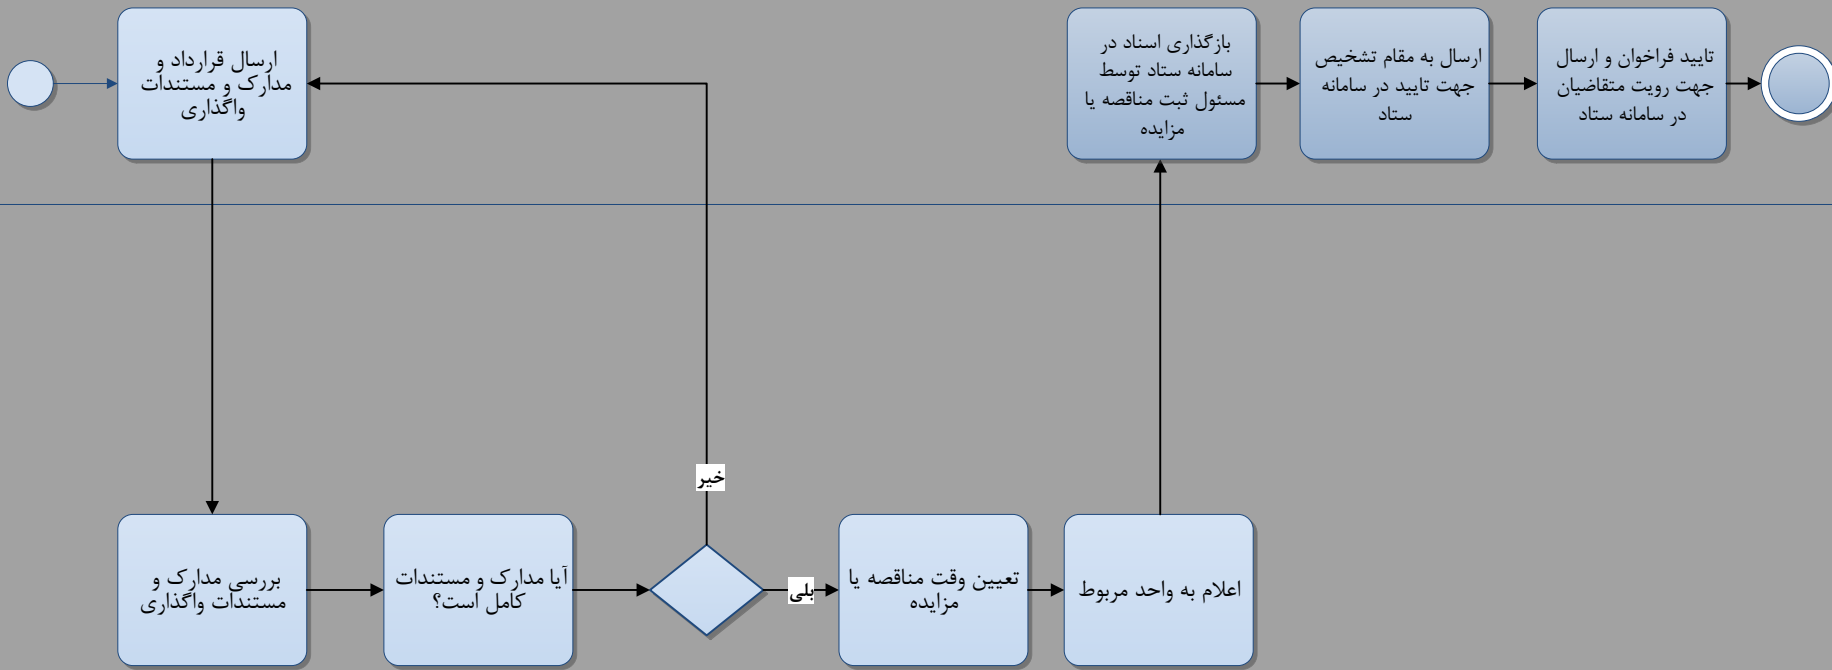 ارسال قرارداد و
مدارک و مستندات
واگذاری
بازگذاری اسناد در
سامانه ستاد توسط
مسئول ثبت مناقصه یا
مزایده
ارسال به مقام تشخیص
جهت تایید در سامانه
ستاد
تایید فراخوان و ارسال
جهت رویت متقاضیان
در سامانه ستاد
خیر
بررسی مدارک و
مستندات واگذاری
آیا مدارک و مستندات
کامل است؟
بلی
تعیین وقت مناقصه یا
مزایده
اعلام به واحد مربوط